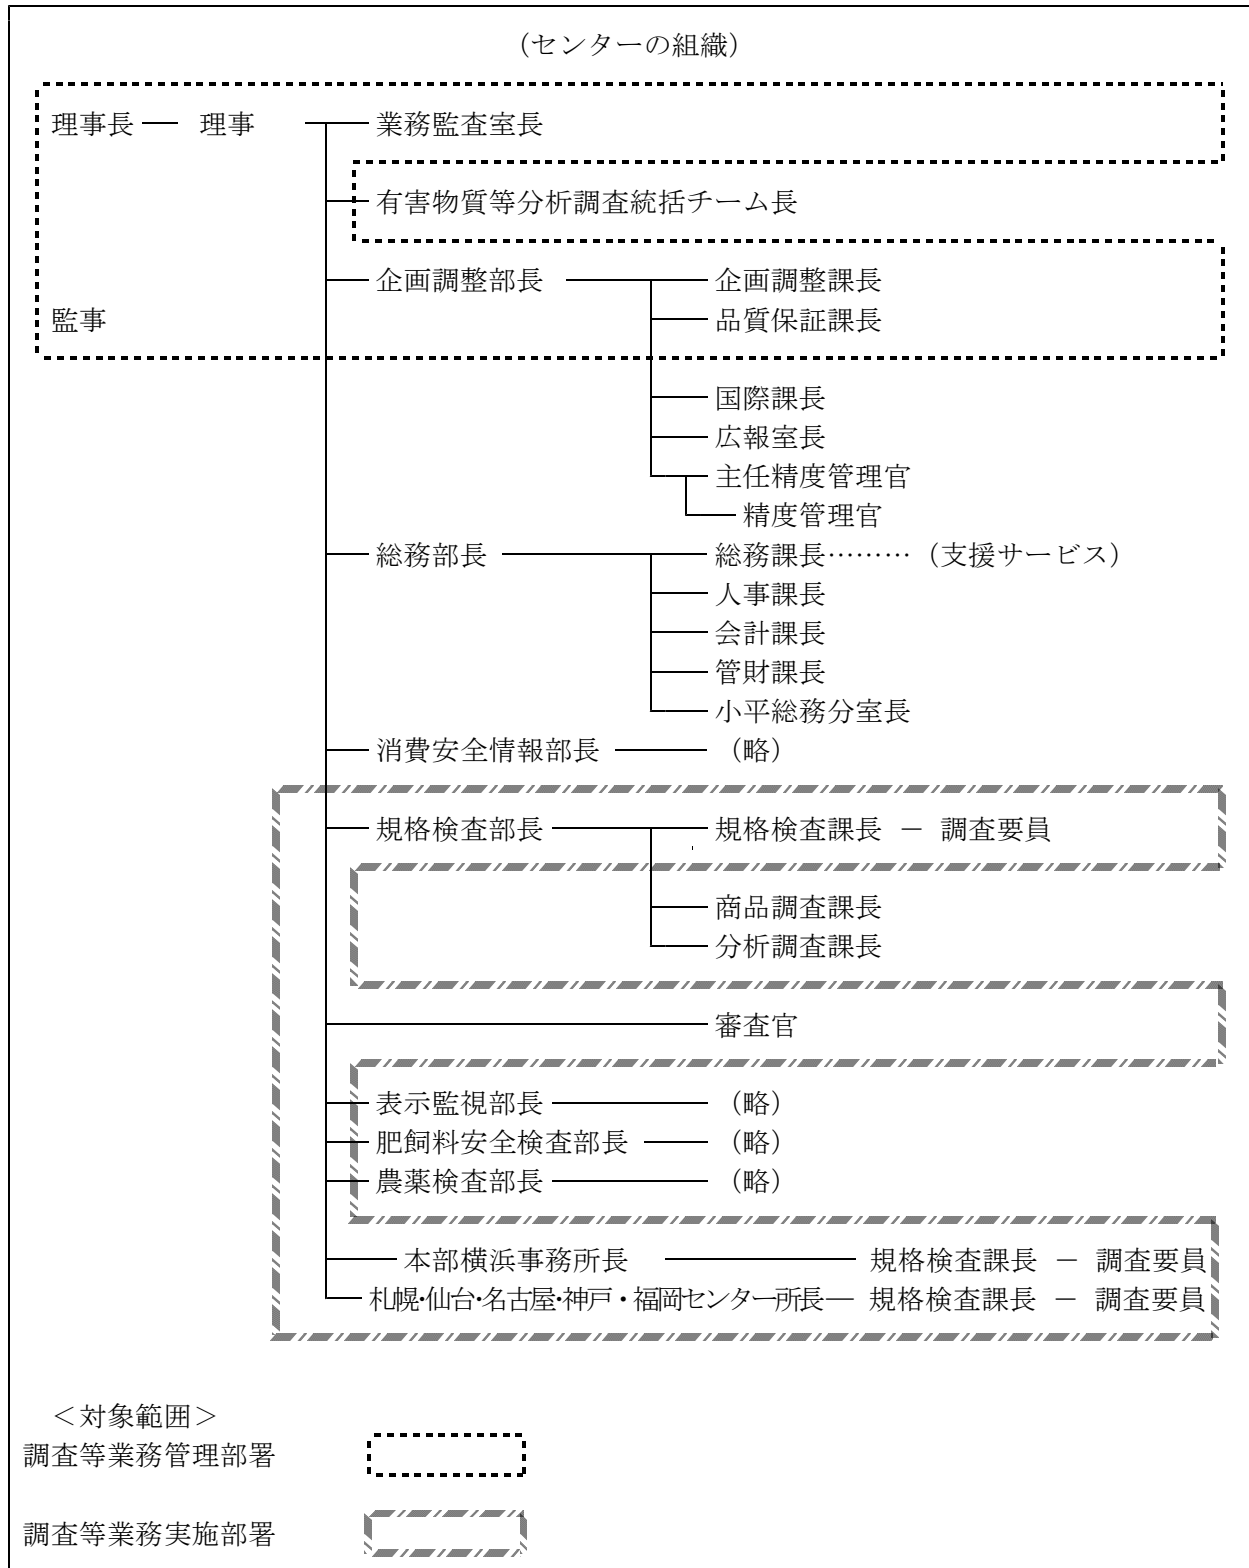 （センターの組織）
理事長 理事 業務監査室長
有害物質等分析調査統括チーム長
企画調整部長 企画調整課長
監事 品質保証課長
国際課長
広報室長
主任精度管理官
精度管理官
総務部長 総務課長………（支援サービス）
人事課長
会計課長
管財課長
小平総務分室長
消費安全情報部長 （略）
規格検査部長 規格検査課長 － 調査要員
商品調査課長
分析調査課長
審査官
表示監視部長 （略）
肥飼料安全検査部長 （略）
農薬検査部長 （略）
本部横浜事務所長 規格検査課長 － 調査要員
札幌・仙台・名古屋・神戸・福岡センター所長― 規格検査課長 － 調査要員
＜対象範囲＞
調査等業務管理部署
調査等業務実施部署